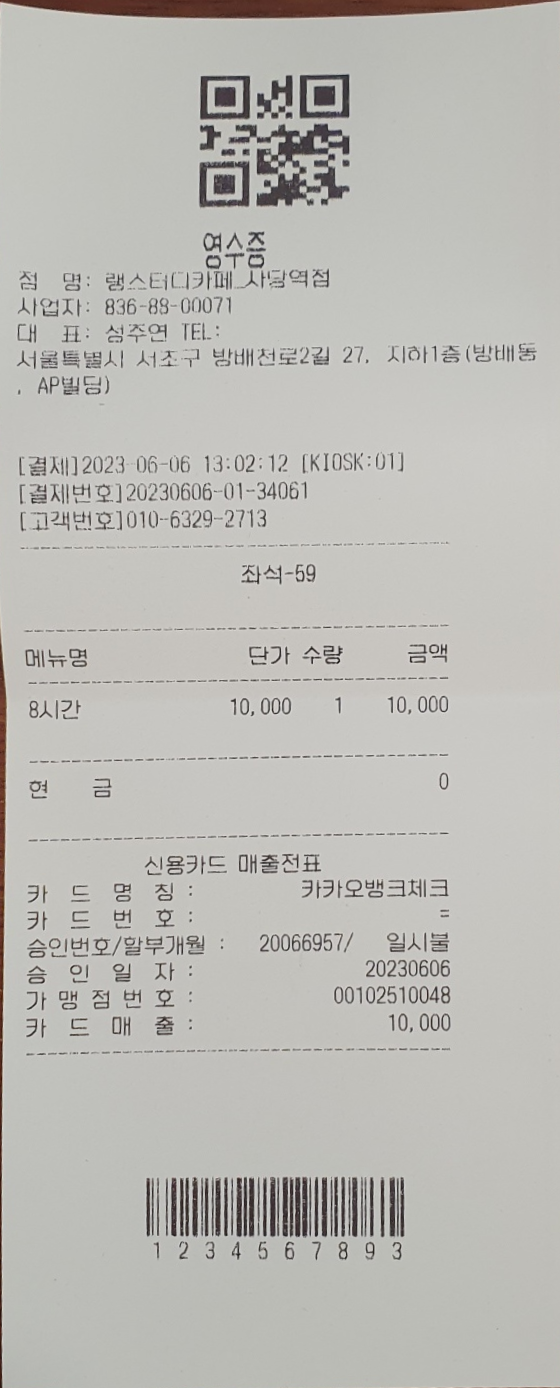 영수증
점 명: 랭스터디카페_사당역점
사업자: 836-88-00071
대 표: 성주연 TEL:
서울특별시 서초구 방배천로2길 27, 지하1층(방배동
, AP빌딩)
[결제]2023-06-06 13:02:12 [KIOSK:01]
[결제번호]20230606-01-34061
[고객번호]010-6329-2713
좌석-59
메뉴명 단가 수량 금액
8시간 10,000 1 10,000
현 금 0
신용카드 매출전표
카 드 명 칭 : 카카오뱅크체크
카 드 번 호 : =
승인번호/할부개월 : 20066957/ 일시불
승 인 일 자 : 20230606
가 맹 점 번 호 : 00102510048
카 드 매 출 : 10,000
1 2 3 4 5 6 7 8 9 3